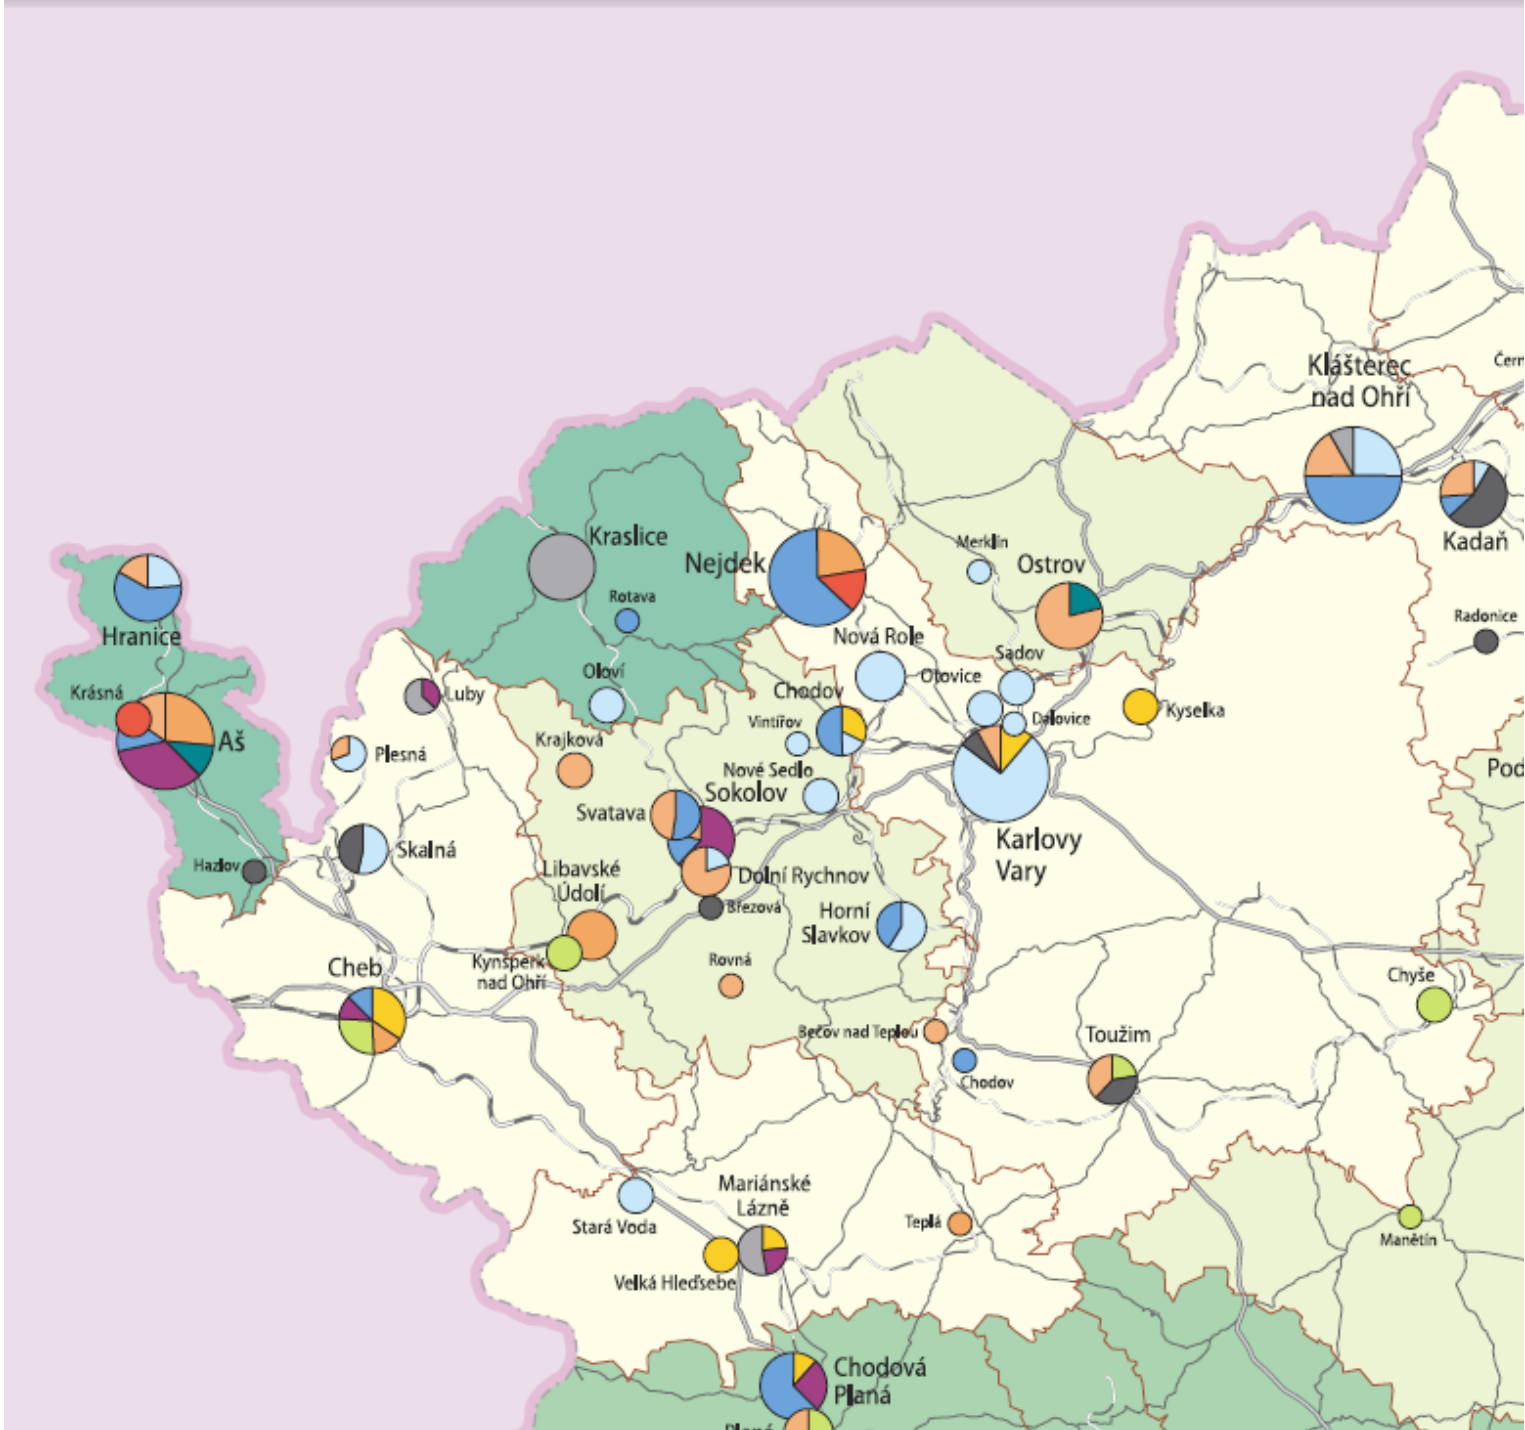 Klášterec
nad Ohří
Kadaň
Kraslice
Nejdek
Merklín
Ostrov
Rotava
Radonice
Hranice
Nová Role
Sadov
Krásná
Luby
Oloví
Chodov
Otovice
Kyselka
Vintířov
Dalovice
Aš
Plesná
Krajková
Nové Sedlo
Sokolov
Svatava
Karlovy
Vary
Skalná
Hazlov
Libavské
Údolí
Dolní Rychnov
Březová
Horní
Slavkov
Kynšperk
nad Ohří
Rovná
Cheb
Chyše
Bečov nad Teplou
Toužim
Chodov
Mariánské
Lázně
Stará Voda
Teplá
Manětín
Velká Hleďsebe
Chodová
Planá